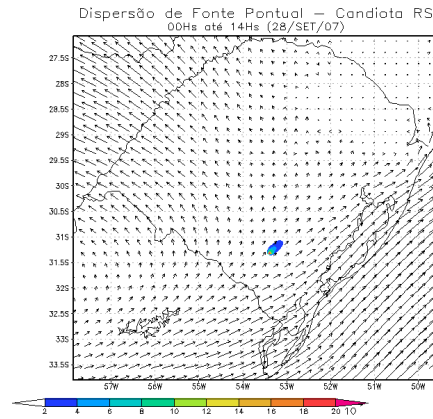 Dispersão de Fonte Pontual – Candiota RS
00Hs até 14Hs (28/SET/07)
27.5S
28S
28.5S
29S
29.5S
30S
30.5S
31S
31.5S
32S
32.5S
33S
33.5S
57W 56W 55W 54W 53W 52W 51W 50W
2 4 6 8 10 12 14 16 18 20 10